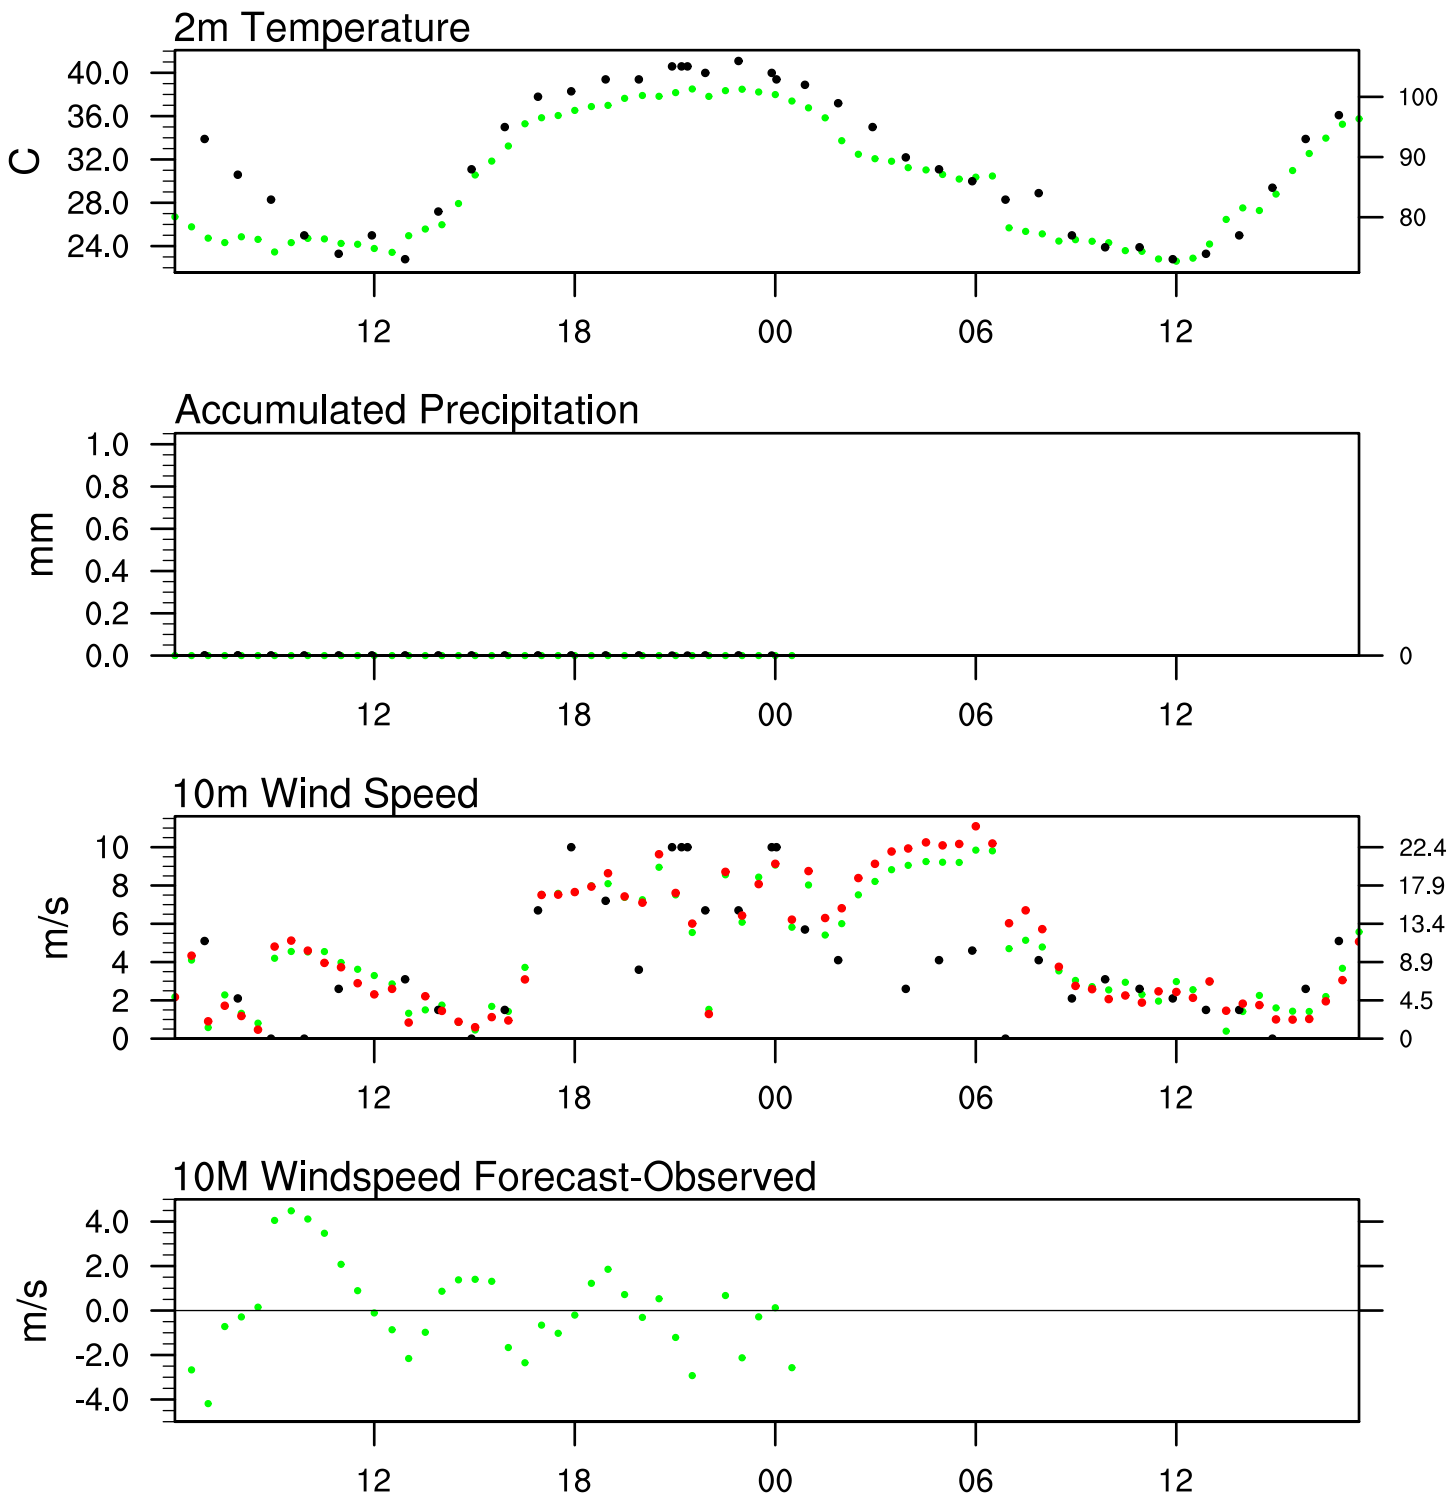 2m Temperature
40.0
36.0
32.0
28.0
24.0
C
100
90
80
12 18 00 06 12
Accumulated Precipitation
1.0
0.8
0.6
0.4
0.2
0.0
mm
0
12 18 00 06 12
10m Wind Speed
10
8
6
4
2
0
m/s
22.4
17.9
13.4
8.9
4.5
0
12 18 00 06 12
10M Windspeed Forecast-Observed
4.0
2.0
0.0
-2.0
-4.0
m/s
12 18 00 06 12